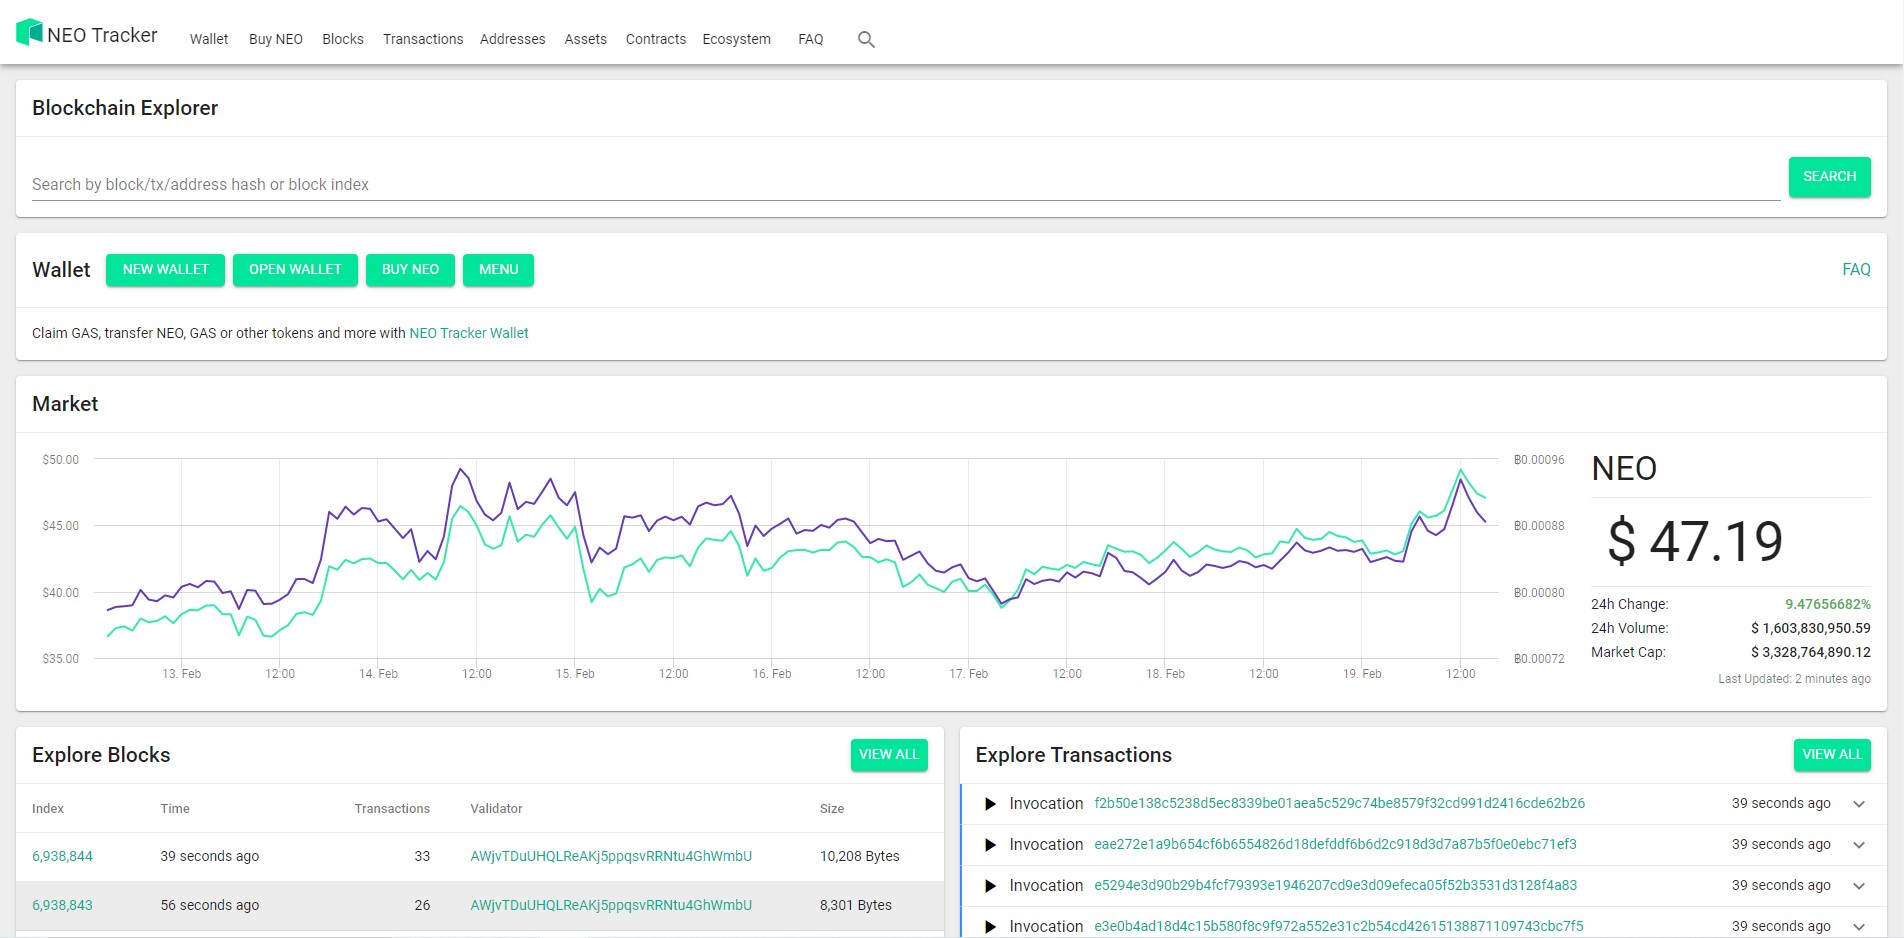 NEO Tracker Wallet Buy NEO Blocks Transactions Addresses Assets Contracts Ecosystem FAQ
Blockchain Explorer
Search by block/tx/address hash or block index
SEARCH
Wallet NEW WALLET OPEN WALLET BUY NEO MENU FAQ
Claim GAS, transfer NEO, GAS or other tokens and more with NEO Tracker Wallet
Market
$50.00
$45.00
$40.00
$35.00
฿0.00096
฿0.00088
฿0.00080
฿0.00072
13. Feb 12:00 14. Feb 12:00 15. Feb 12:00 16. Feb 12:00 17. Feb 12:00 18. Feb 12:00 19. Feb 12:00
NEO
$ 47.19
24h Change: 9.47656682%
24h Volume: $ 1,603,830,950.59
Market Cap: $ 3,328,764,890.12
Last Updated: 2 minutes ago
Explore Blocks VIEW ALL
Index Time Transactions Validator Size
6,938,844 39 seconds ago 33 AWjvTDuUHQLReAKj5ppqsvRRNtu4GhWmbU 10,208 Bytes
6,938,843 56 seconds ago 26 AWjvTDuUHQLReAKj5ppqsvRRNtu4GhWmbU 8,301 Bytes
Explore Transactions VIEW ALL
Invocation f2b50e138c5238d5ec8339be01aea5c529c74be8579f32cd991d2416cde62b26 39 seconds ago
Invocation eae272e1a9b654cf6b6554826d18defddf6b6d2c918d3d7a87b5f0e0ebc71ef3 39 seconds ago
Invocation e5294e3d90b29b4fcf79393e1946207cd9e3d09efeca05f52b3531d3128f4a83 39 seconds ago
Invocation e3e0b4ad18d4c15b580f8c9f972a552e31c2b54cd42615138871109743cbc7f5 39 seconds ago